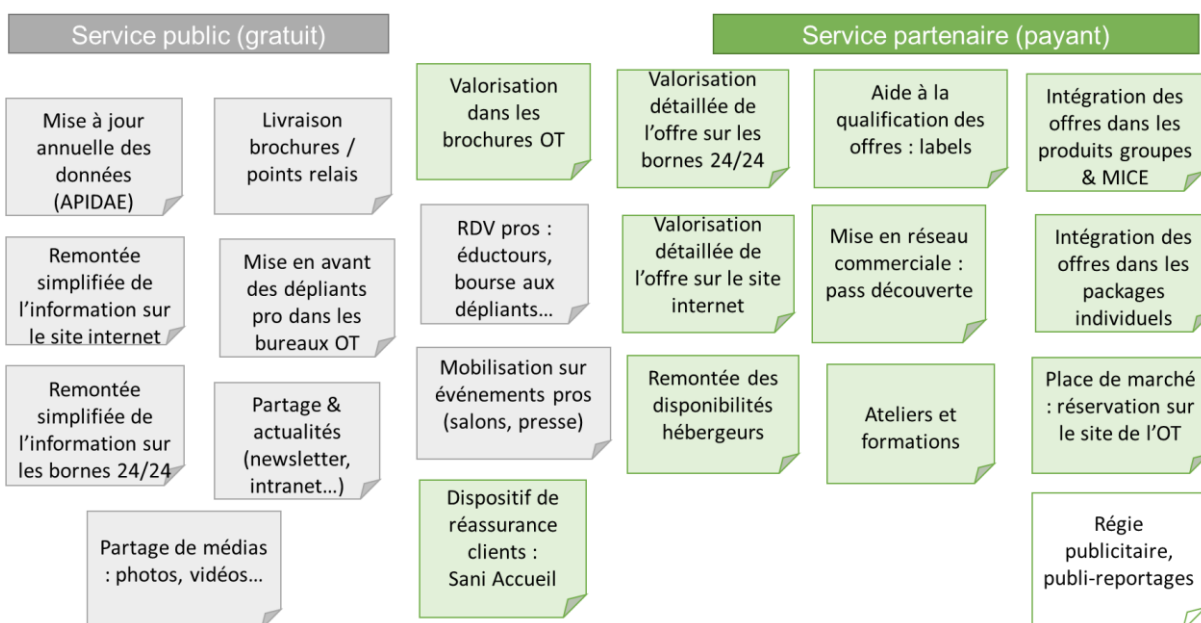 Service public (gratuit)
Service partenaire (payant)
Mise à jour
annuelle des
données
(APIDAE)
Livraison
brochures /
points relais
Valorisation
dans les
brochures OT
Valorisation
détaillée de
l’offre sur les
bornes 24/24
Aide à la
qualification des
offres : labels
Intégration des
offres dans les
produits groupes
& MICE
Remontée
simplifiée de
l’information sur
le site internet
Mise en avant
des dépliants
pro dans les
bureaux OT
RDV pros :
éductours,
bourse aux
dépliants…
Valorisation
détaillée de
l’offre sur le site
internet
Mise en réseau
commerciale :
pass découverte
Intégration des
offres dans les
packages
individuels
Remontée
simplifiée de
l’information sur
les bornes 24/24
Partage &
actualités
(newsletter,
intranet…)
Mobilisation sur
événements pros
(salons, presse)
Remontée des
disponibilités
hébergeurs
Ateliers et
formations
Place de marché
: réservation sur
le site de l’OT
Partage de médias
: photos, vidéos…
Dispositif de
réassurance
clients :
Sani Accueil
Régie
publicitaire,
publi-reportages